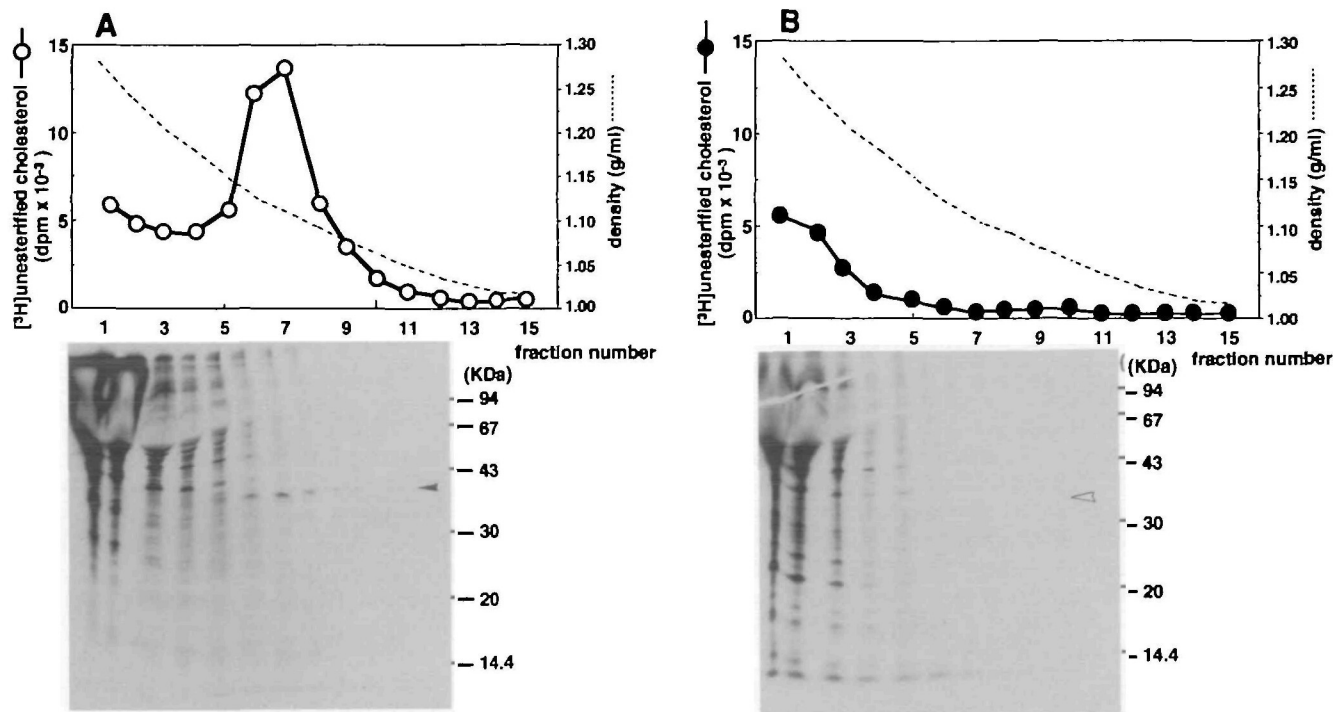 A
[³H]unesterified cholesterol
(dpm x 10⁻³)
15
10
5
0
1.30
1.25
1.20
1.15
1.10
1.05
1.00
density (g/ml)
1 3 5 7 9 11 13 15
fraction number
(KDa)
– 94
– 67
– 43
– 30
– 20
– 14.4
B
[³H]unesterified cholesterol
(dpm x 10⁻³)
15
10
5
0
1.30
1.25
1.20
1.15
1.10
1.05
1.00
density (g/ml)
1 3 5 7 9 11 13 15
fraction number
(KDa)
– 94
– 67
– 43
– 30
– 20
– 14.4